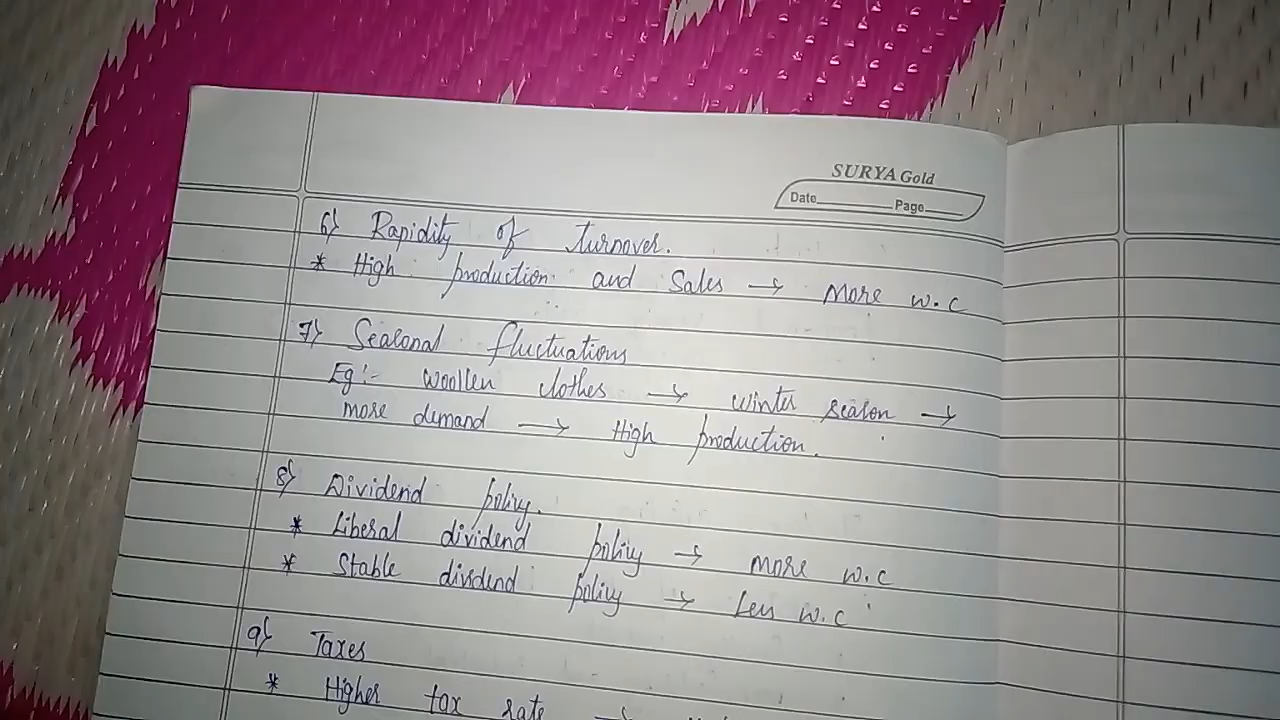 SURYA Gold
Date Page
6} Rapidity of turnover.
* High production and Sales → More w.c
7} Seasonal fluctuations
Eg:- Woollen clothes → winter season →
more demand → High production.
8} Dividend policy.
* Liberal dividend policy → more w.c
* Stable dividend policy → Less w.c
9} Taxes
* Higher tax rate →